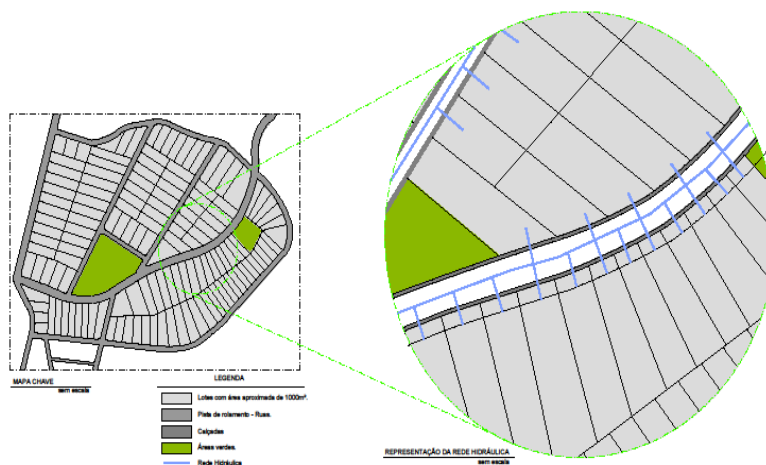 MAPA CHAVE
sem escala
LEGENDA
Lotes com área aproximada de 1000m².
Pista de rolamento - Ruas.
Calçadas
Áreas verdes.
Rede Hidráulica
REPRESENTAÇÃO DA REDE HIDRÁULICA
sem escala